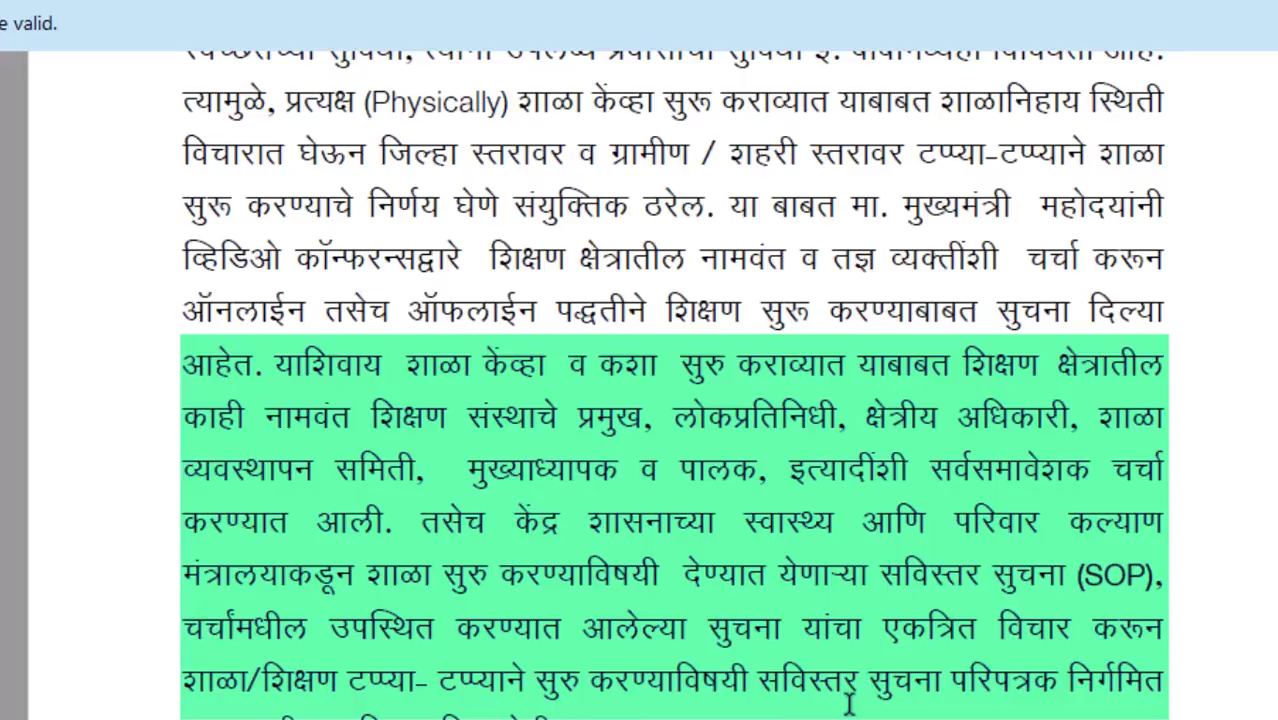 e valid.
त्यामुळे, प्रत्यक्ष (Physically) शाळा केंव्हा सुरू कराव्यात याबाबत शाळानिहाय स्थिती
विचारात घेऊन जिल्हा स्तरावर व ग्रामीण / शहरी स्तरावर टप्प्या-टप्प्याने शाळा
सुरू करण्याचे निर्णय घेणे संयुक्तिक ठरेल. या बाबत मा. मुख्यमंत्री महोदयांनी
व्हिडिओ कॉन्फरन्सद्वारे शिक्षण क्षेत्रातील नामवंत व तज्ञ व्यक्तींशी चर्चा करून
ऑनलाईन तसेच ऑफलाईन पद्धतीने शिक्षण सुरू करण्याबाबत सुचना दिल्या
आहेत. याशिवाय शाळा केंव्हा व कशा सुरु कराव्यात याबाबत शिक्षण क्षेत्रातील
काही नामवंत शिक्षण संस्थाचे प्रमुख, लोकप्रतिनिधी, क्षेत्रीय अधिकारी, शाळा
व्यवस्थापन समिती, मुख्याध्यापक व पालक, इत्यादींशी सर्वसमावेशक चर्चा
करण्यात आली. तसेच केंद्र शासनाच्या स्वास्थ्य आणि परिवार कल्याण
मंत्रालयाकडून शाळा सुरु करण्याविषयी देण्यात येणाऱ्या सविस्तर सुचना (SOP),
चर्चांमधील उपस्थित करण्यात आलेल्या सुचना यांचा एकत्रित विचार करून
शाळा/शिक्षण टप्प्या- टप्प्याने सुरु करण्याविषयी सविस्तर सुचना परिपत्रक निर्गमित